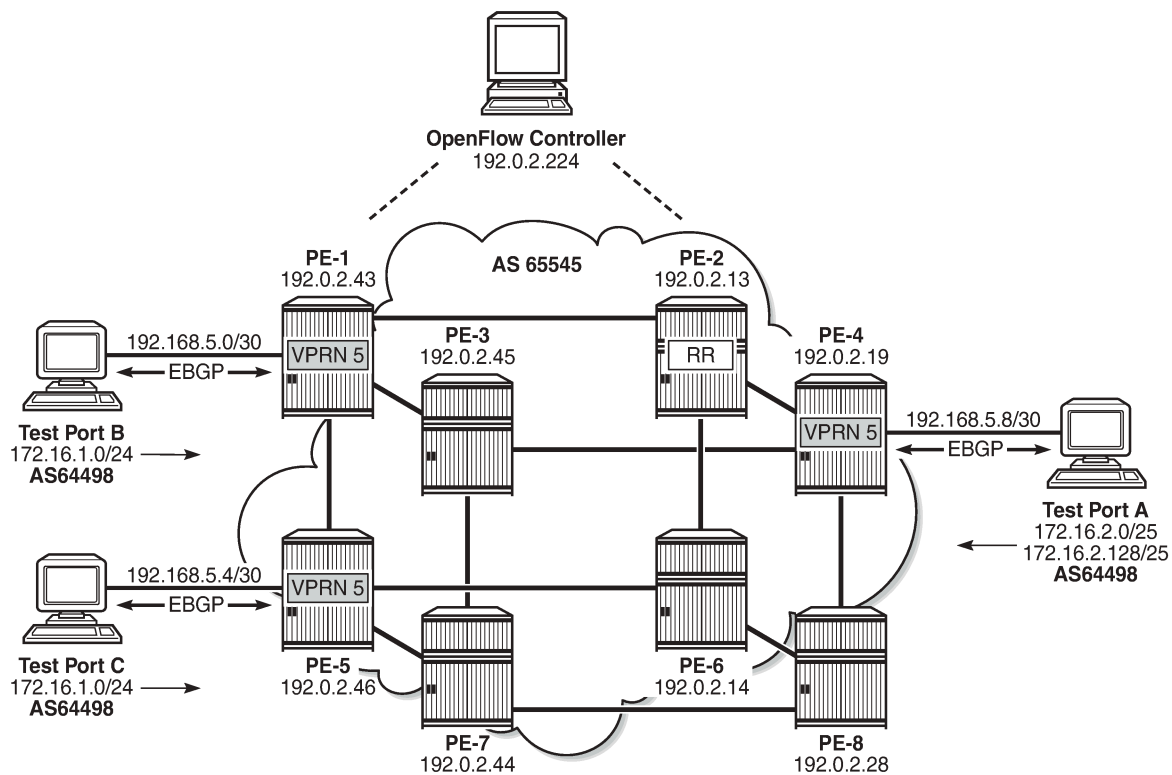 OpenFlow Controller
192.0.2.224
AS 65545
PE-1
192.0.2.43
PE-2
192.0.2.13
PE-3
192.0.2.45
PE-4
192.0.2.19
192.168.5.0/30
EBGP
VPRN 5
RR
VPRN 5
192.168.5.8/30
EBGP
Test Port B
172.16.1.0/24
AS64498
Test Port A
172.16.2.0/25
172.16.2.128/25
AS64498
192.168.5.4/30
EBGP
VPRN 5
Test Port C
172.16.1.0/24
AS64498
PE-5
192.0.2.46
PE-6
192.0.2.14
PE-7
192.0.2.44
PE-8
192.0.2.28